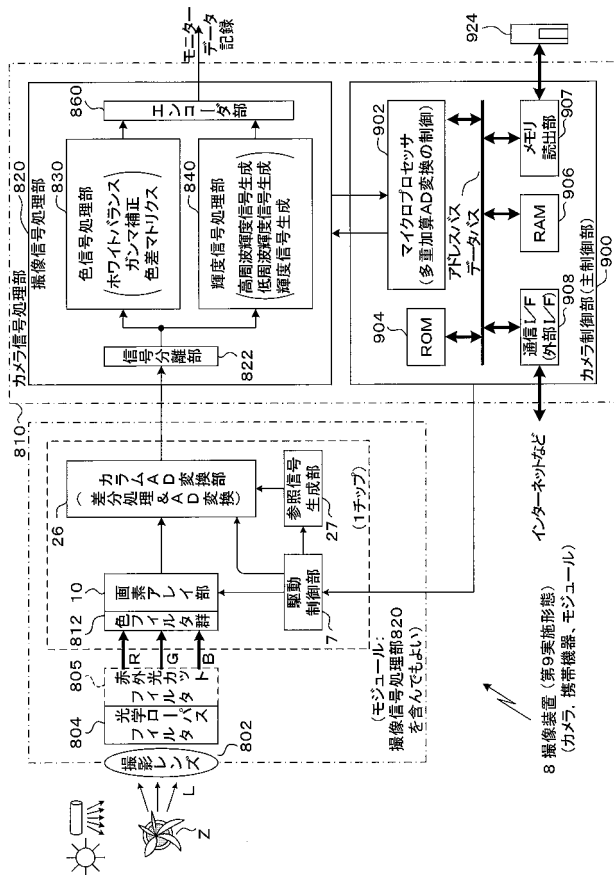 8 撮像装置(第9実施形態)
(カメラ、携帯機器、モジュール)
Z
L
802
撮影レンズ
804
光学ローパス
フィルタ
805
赤外光カット
フィルタ
R
G
B
812
色フィルタ群
10
画素アレイ部
26
カラムAD変換部
(差分処理&AD変換)
7
駆動
制御部
27
参照信号
生成部
(1チップ)
(モジュール:
撮像信号処理部820
を含んでもよい)
810
カメラ信号処理部
820
撮像信号処理部
822
信号分離部
830
色信号処理部
(ホワイトバランス
ガンマ補正
色差マトリクス)
840
輝度信号処理部
(高周波輝度信号生成
低周波輝度信号生成
輝度信号生成)
860
エンコーダ部
モニター
データ
記録
900
カメラ制御部(主制御部)
902
マイクロプロセッサ
(多重加算AD変換の制御)
アドレスバス
データバス
904
ROM
906
RAM
907
メモリ
読出部
908
通信I/F
(外部I/F)
924
インターネットなど